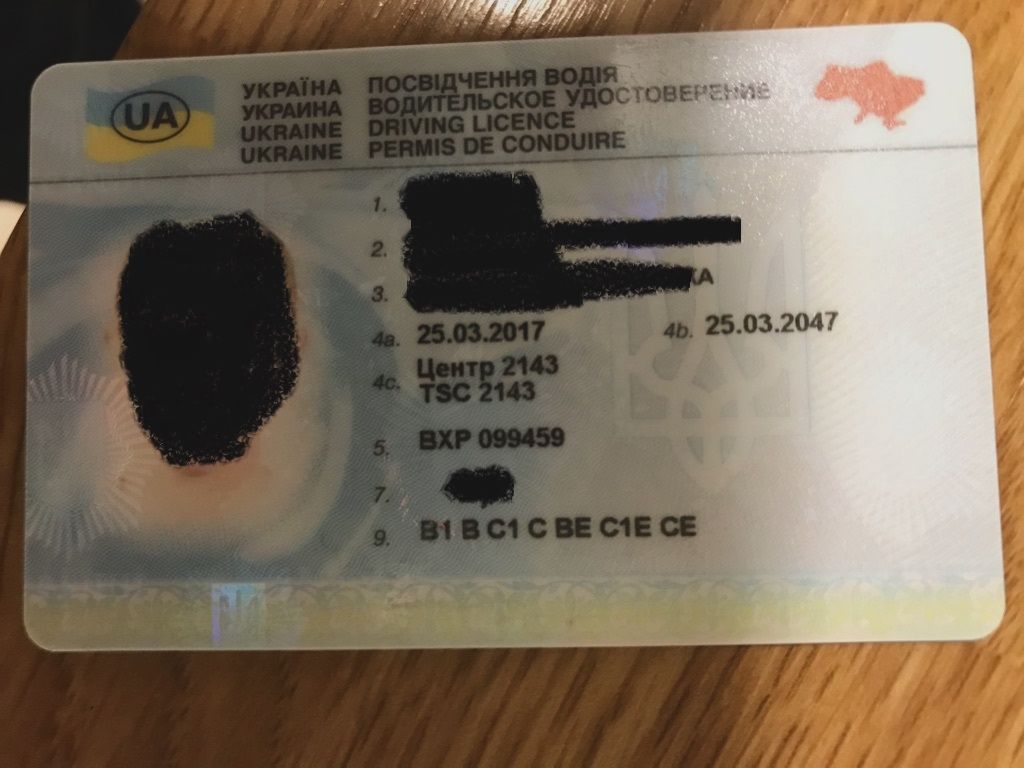 UA
УКРАЇНА ПОСВІДЧЕННЯ ВОДІЯ
УКРАИНА ВОДИТЕЛЬСКОЕ УДОСТОВЕРЕНИЕ
UKRAINE DRIVING LICENCE
UKRAINE PERMIS DE CONDUIRE
1.
2.
3. КА
4a. 25.03.2017 4b. 25.03.2047
4c. Центр 2143
TSC 2143
5. ВХР 099459
7.
9. B1 B C1 C BE C1E CE